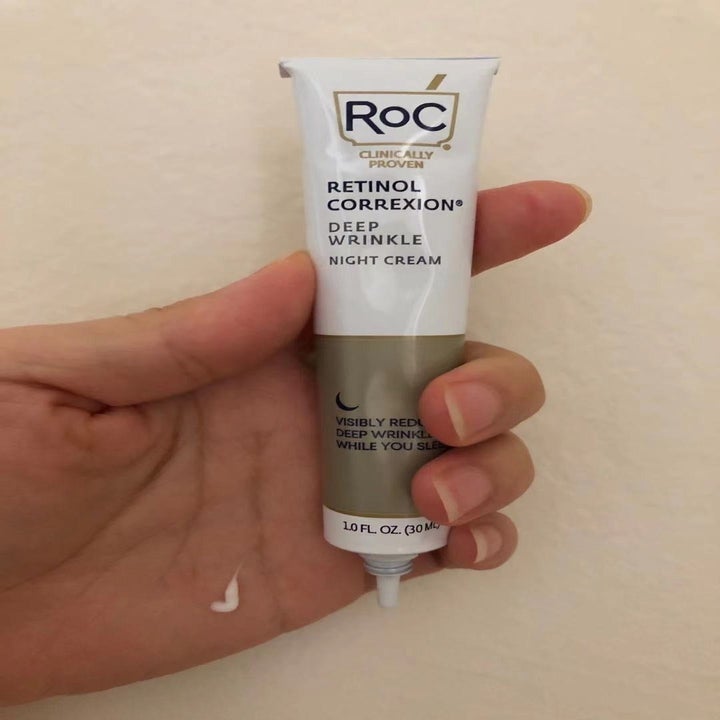 RoC
CLINICALLY
PROVEN
RETINOL
CORREXION®
DEEP
WRINKLE
NIGHT CREAM
VISIBLY
DEEP
WHILE YOU
1.0 FL. OZ. (30